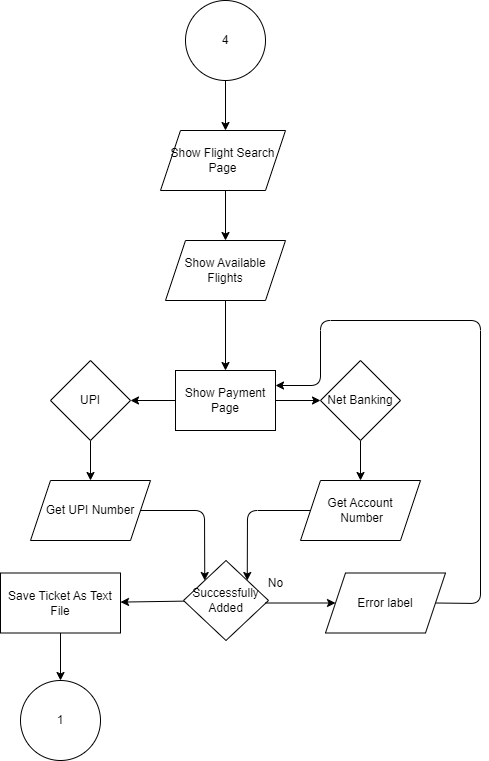 4
Show Flight Search
Page
Show Available
Flights
UPI
Show Payment
Page
Net Banking
Get UPI Number
Get Account
Number
Save Ticket As Text
File
Successfully
Added
No
Error label
1